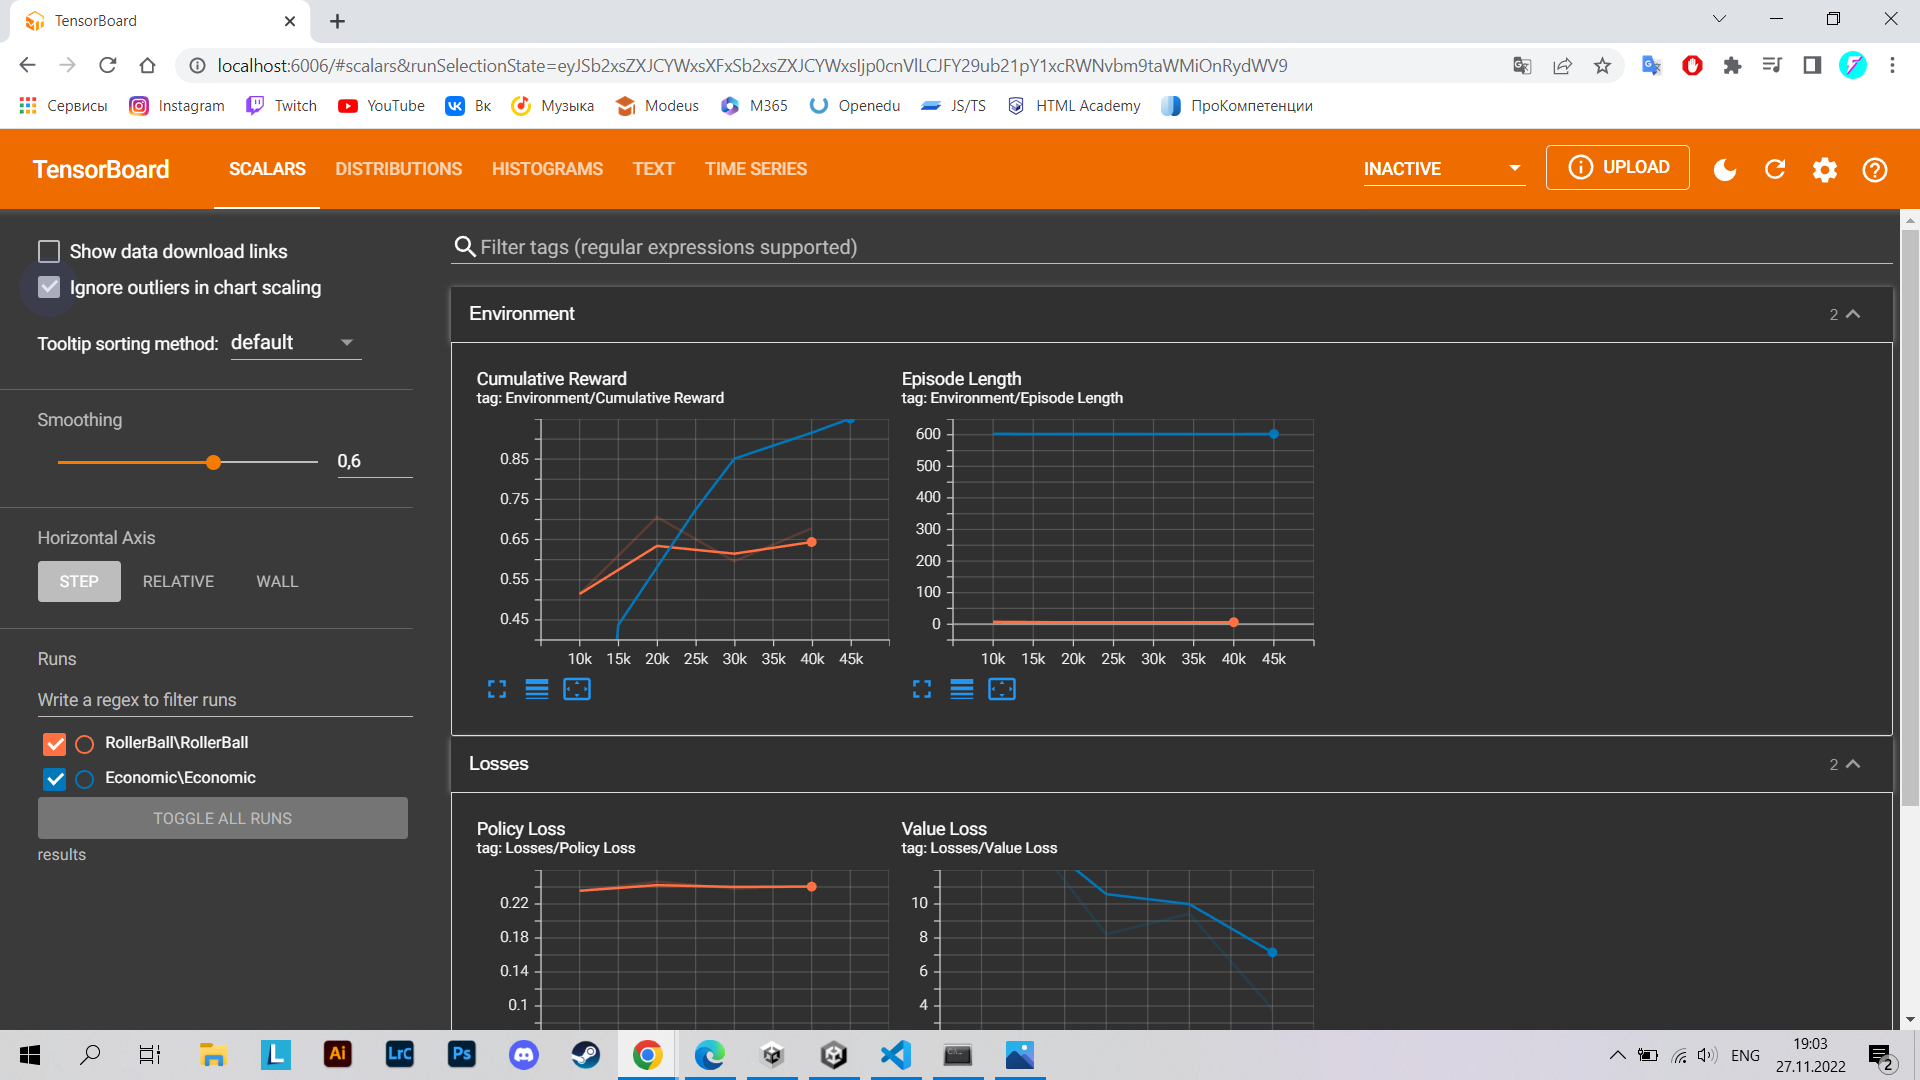 TensorBoard
localhost:6006/#scalars&runSelectionState=eyJSb2xsZXJCYWxsXFxSb2xsZXJCYWxsIjp0cnVlLCJFY29ub21pY1xcRWNvbm9taWMiOnRydWV9
Сервисы Instagram Twitch YouTube Вк Музыка Modeus M365 Openedu JS/TS HTML Academy ПроКомпетенции
TensorBoard SCALARS DISTRIBUTIONS HISTOGRAMS TEXT TIME SERIES INACTIVE UPLOAD
Show data download links
Ignore outliers in chart scaling
Tooltip sorting method: default
Smoothing
0,6
Horizontal Axis
STEP RELATIVE WALL
Runs
Write a regex to filter runs
RollerBall\RollerBall
Economic\Economic
TOGGLE ALL RUNS
results
Filter tags (regular expressions supported)
Environment 2
Cumulative Reward
tag: Environment/Cumulative Reward
0.85
0.75
0.65
0.55
0.45
10k 15k 20k 25k 30k 35k 40k 45k
Episode Length
tag: Environment/Episode Length
600
500
400
300
200
100
0
10k 15k 20k 25k 30k 35k 40k 45k
Losses 2
Policy Loss
tag: Losses/Policy Loss
0.22
0.18
0.14
0.1
Value Loss
tag: Losses/Value Loss
10
8
6
4
L Ai LrC Ps
ENG
19:03
27.11.2022
2